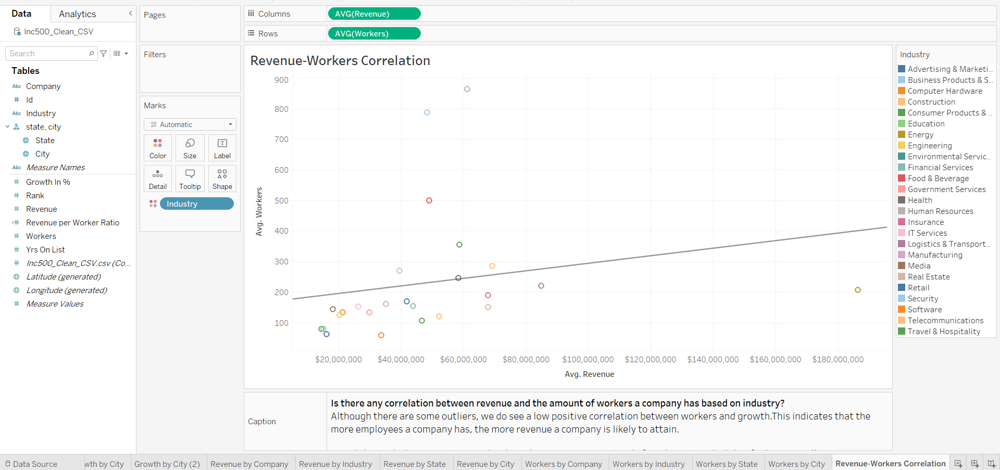 Data
Analytics
Inc500_Clean_CSV
Search
Tables
Abc Company
# Id
Abc Industry
state, city
State
City
Abc Measure Names
# Growth In %
# Rank
# Revenue
=# Revenue per Worker Ratio
# Workers
# Yrs On List
# Inc500_Clean_CSV.csv (Co...
Latitude (generated)
Longitude (generated)
# Measure Values
Pages
Filters
Marks
Automatic
Color
Size
T
Label
Detail
Tooltip
Shape
Industry
Columns
AVG(Revenue)
Rows
AVG(Workers)
Revenue-Workers Correlation
900
800
700
600
500
400
300
200
100
Avg. Workers
$20,000,000
$40,000,000
$60,000,000
$80,000,000
$100,000,000
$120,000,000
$140,000,000
$160,000,000
$180,000,000
Avg. Revenue
Industry
Advertising & Marketi..
Business Products & S..
Computer Hardware
Construction
Consumer Products & ..
Education
Energy
Engineering
Environmental Servic..
Financial Services
Food & Beverage
Government Services
Health
Human Resources
Insurance
IT Services
Logistics & Transport..
Manufacturing
Media
Real Estate
Retail
Security
Software
Telecommunications
Travel & Hospitality
Caption
Is there any correlation between revenue and the amount of workers a company has based on industry?
Although there are some outliers, we do see a low positive correlation between workers and growth.This indicates that the
more employees a company has, the more revenue a company is likely to attain.
Data Source
wth by City
Growth by City (2)
Revenue by Company
Revenue by Industry
Revenue by State
Revenue by City
Workers by Company
Workers by Industry
Workers by State
Workers by City
Revenue-Workers Correlation